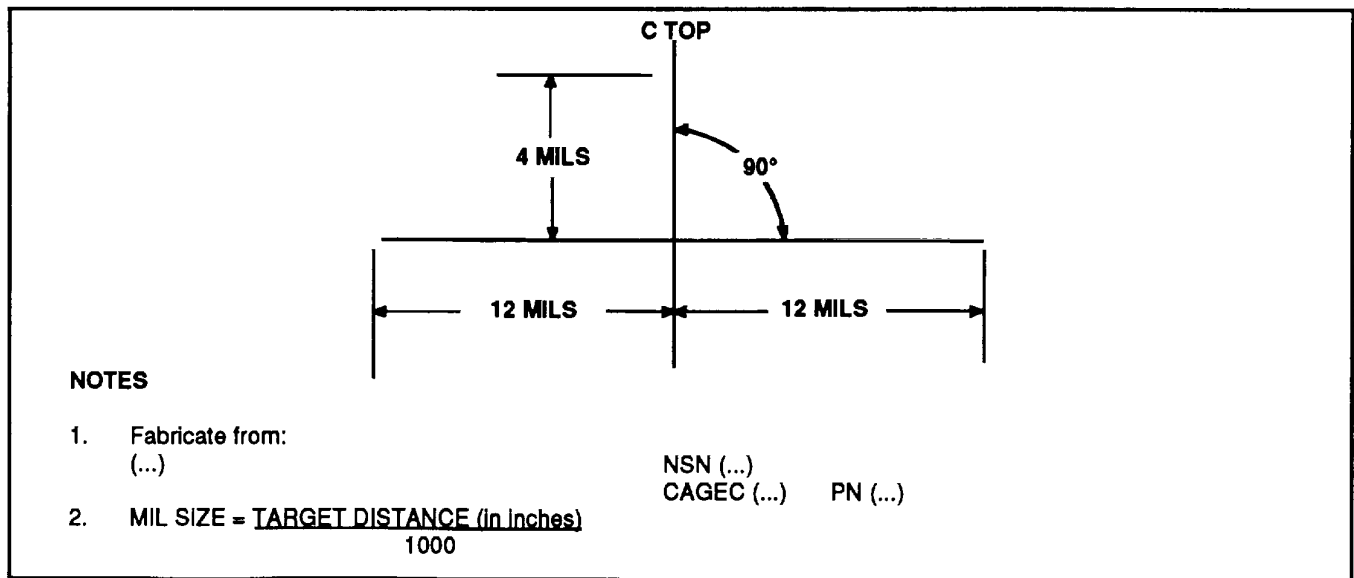 C TOP
4 MILS
90°
12 MILS
12 MILS
NOTES
1. Fabricate from:
(...)
NSN (...)
CAGEC (...) PN (...)
2. MIL SIZE = TARGET DISTANCE (in inches)
1000